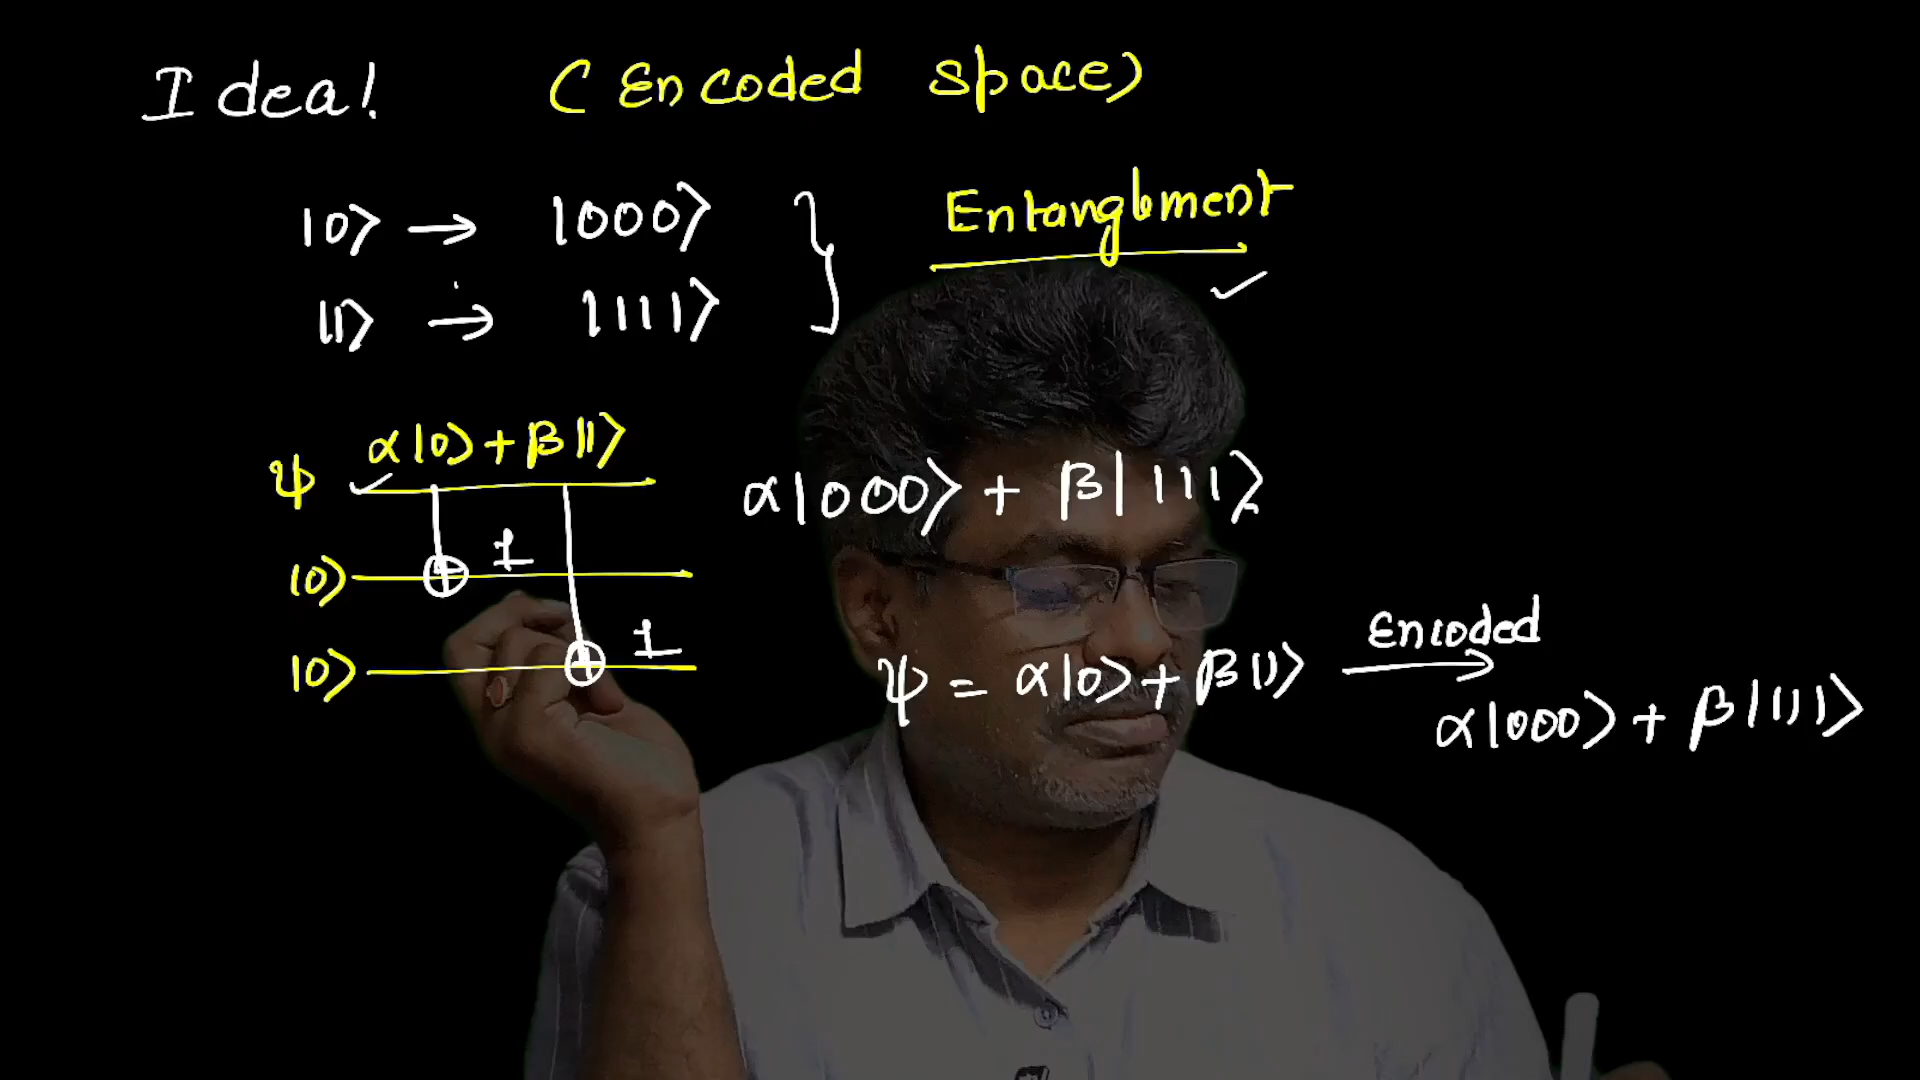 Idea! (Encoded space)
|0⟩ → |000⟩
Entanglement
|1⟩ → |111⟩
α|0⟩ + β|1⟩
ψ
α|000⟩ + β|111⟩
|0⟩ 1
|0⟩ 1
Encoded
ψ = α|0⟩ + β|1⟩ →
α|000⟩ + β|111⟩